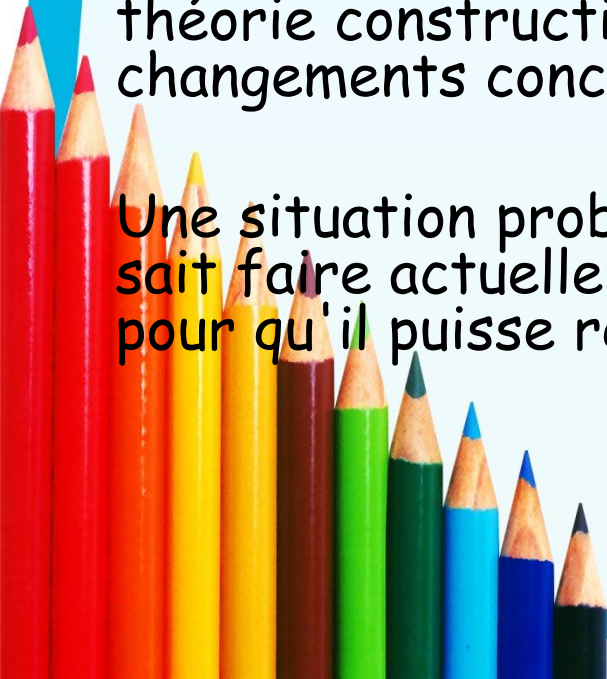 théorie constructi
changements conc
Une situation prob
sait faire actuelle
pour qu'il puisse r